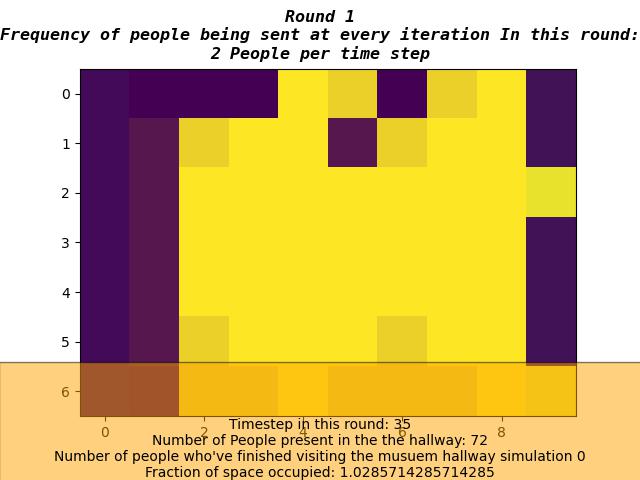 Round 1
Frequency of people being sent at every iteration In this round:
2 People per time step
0
1
2
3
4
5
6
0 2 4 6 8
Timestep in this round: 35
Number of People present in the the hallway: 72
Number of people who've finished visiting the musuem hallway simulation 0
Fraction of space occupied: 1.0285714285714285